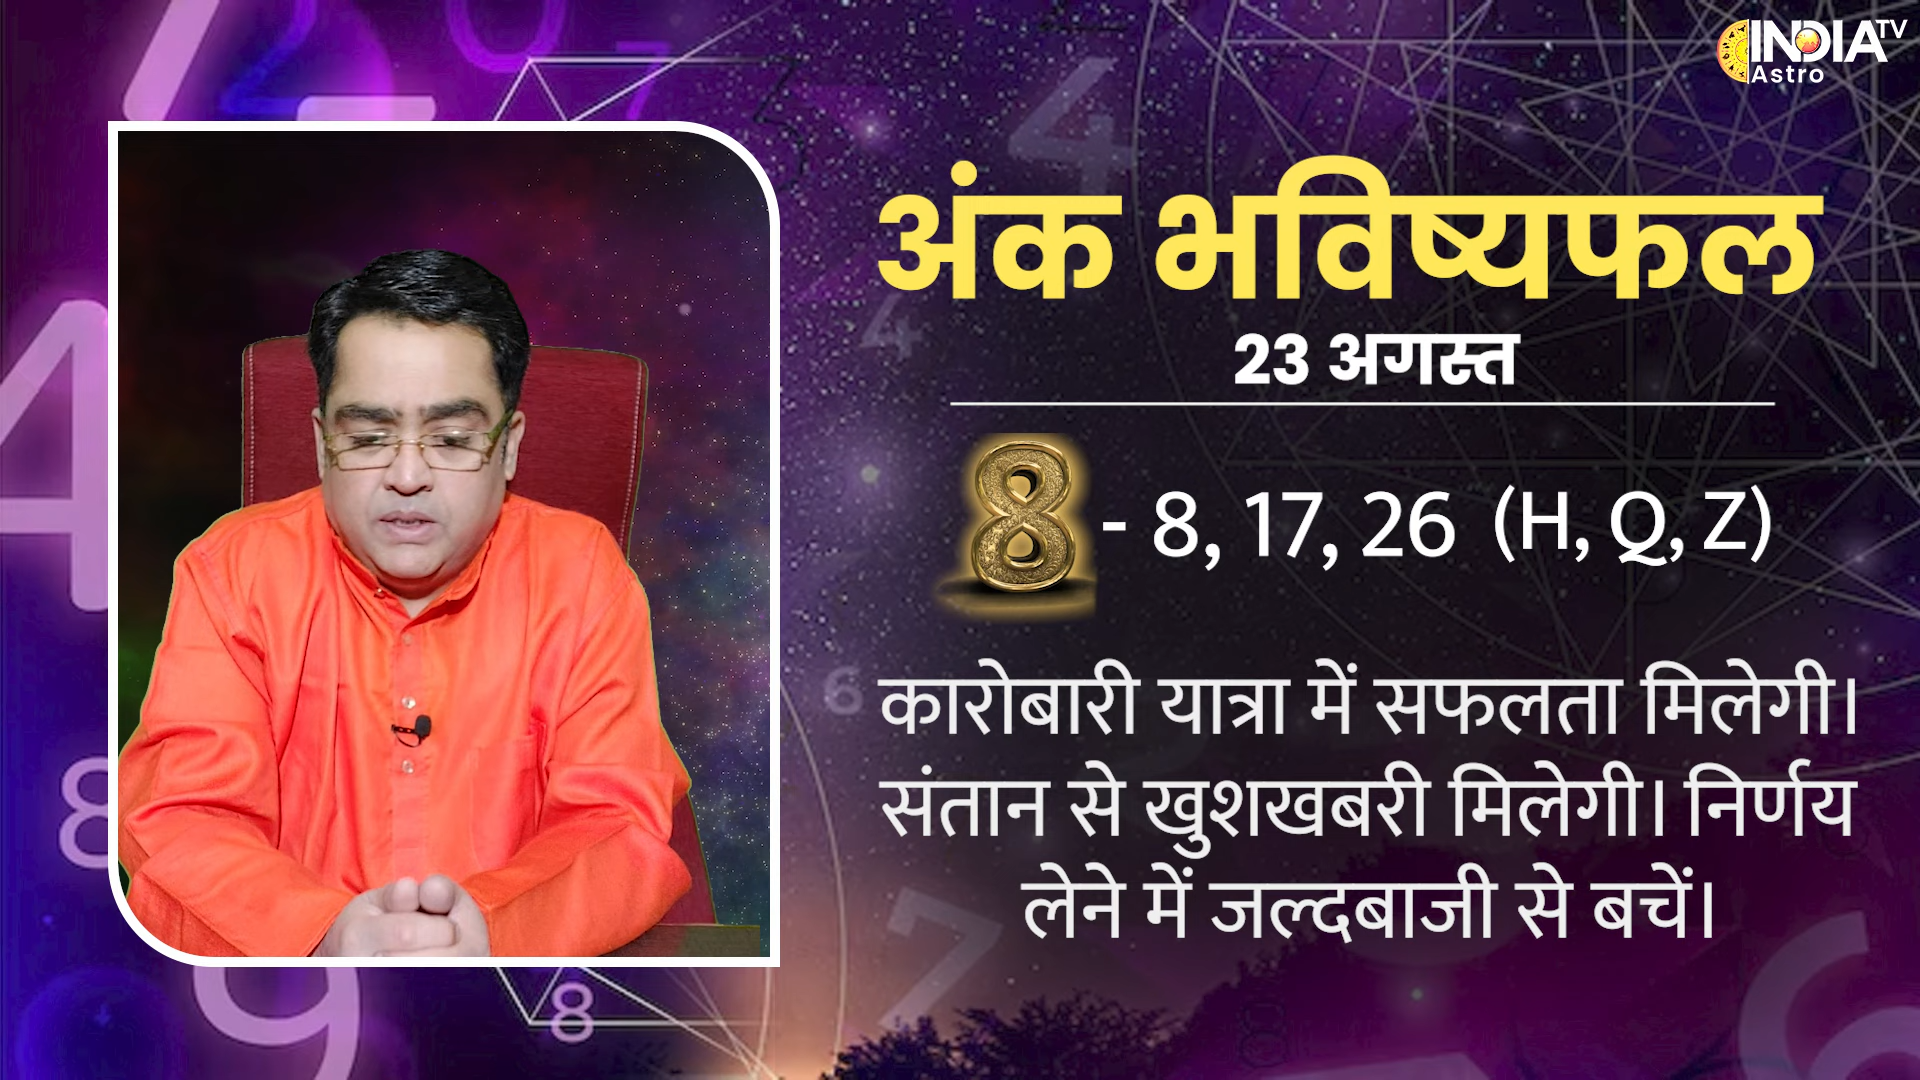 INDIA TV
Astro
अंक भविष्यफल
23 अगस्त
8 - 8, 17, 26 (H, Q, Z)
कारोबारी यात्रा में सफलता मिलेगी।
संतान से खुशखबरी मिलेगी। निर्णय
लेने में जल्दबाजी से बचें।